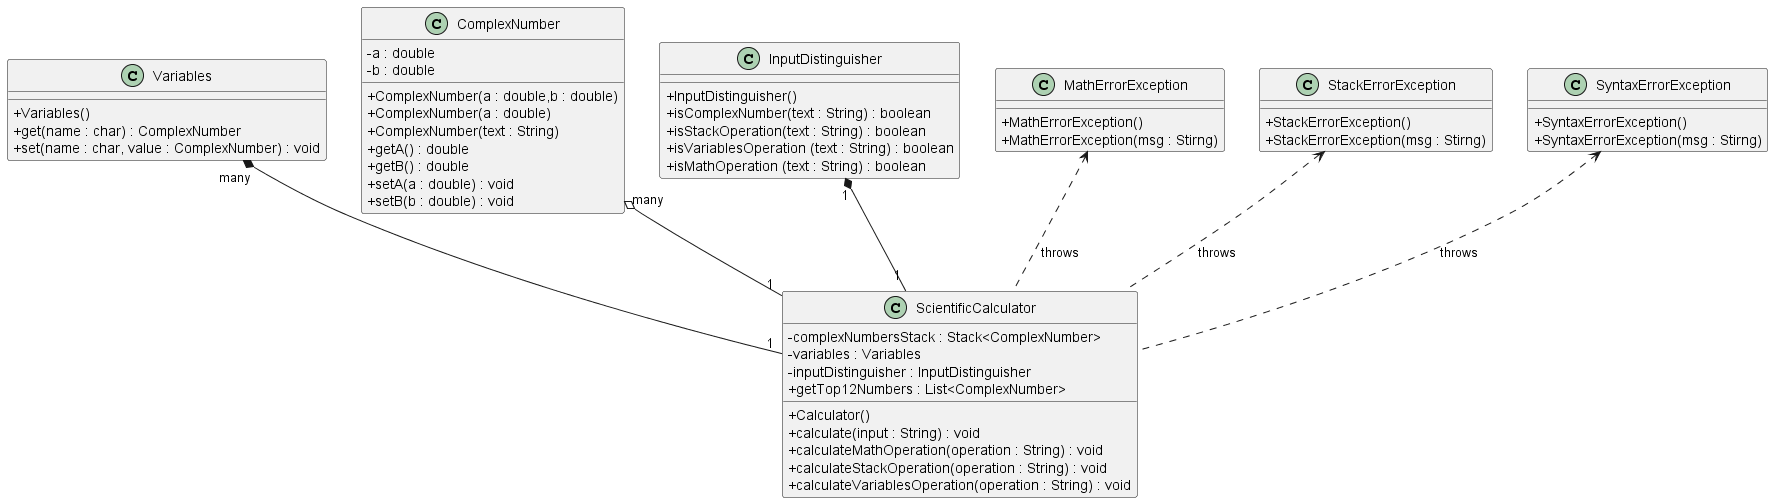 C Variables
+Variables()
+get(name : char) : ComplexNumber
+set(name : char, value : ComplexNumber) : void
C ComplexNumber
-a : double
-b : double
+ComplexNumber(a : double,b : double)
+ComplexNumber(a : double)
+ComplexNumber(text : String)
+getA() : double
+getB() : double
+setA(a : double) : void
+setB(b : double) : void
C InputDistinguisher
+InputDistinguisher()
+isComplexNumber(text : String) : boolean
+isStackOperation(text : String) : boolean
+isVariablesOperation (text : String) : boolean
+isMathOperation (text : String) : boolean
C MathErrorException
+MathErrorException()
+MathErrorException(msg : Stirng)
C StackErrorException
+StackErrorException()
+StackErrorException(msg : Stirng)
C SyntaxErrorException
+SyntaxErrorException()
+SyntaxErrorException(msg : Stirng)
many
many
1
throws
throws
throws
1
1
1
C ScientificCalculator
-complexNumbersStack : Stack<ComplexNumber>
-variables : Variables
-inputDistinguisher : InputDistinguisher
+getTop12Numbers : List<ComplexNumber>
+Calculator()
+calculate(input : String) : void
+calculateMathOperation(operation : String) : void
+calculateStackOperation(operation : String) : void
+calculateVariablesOperation(operation : String) : void